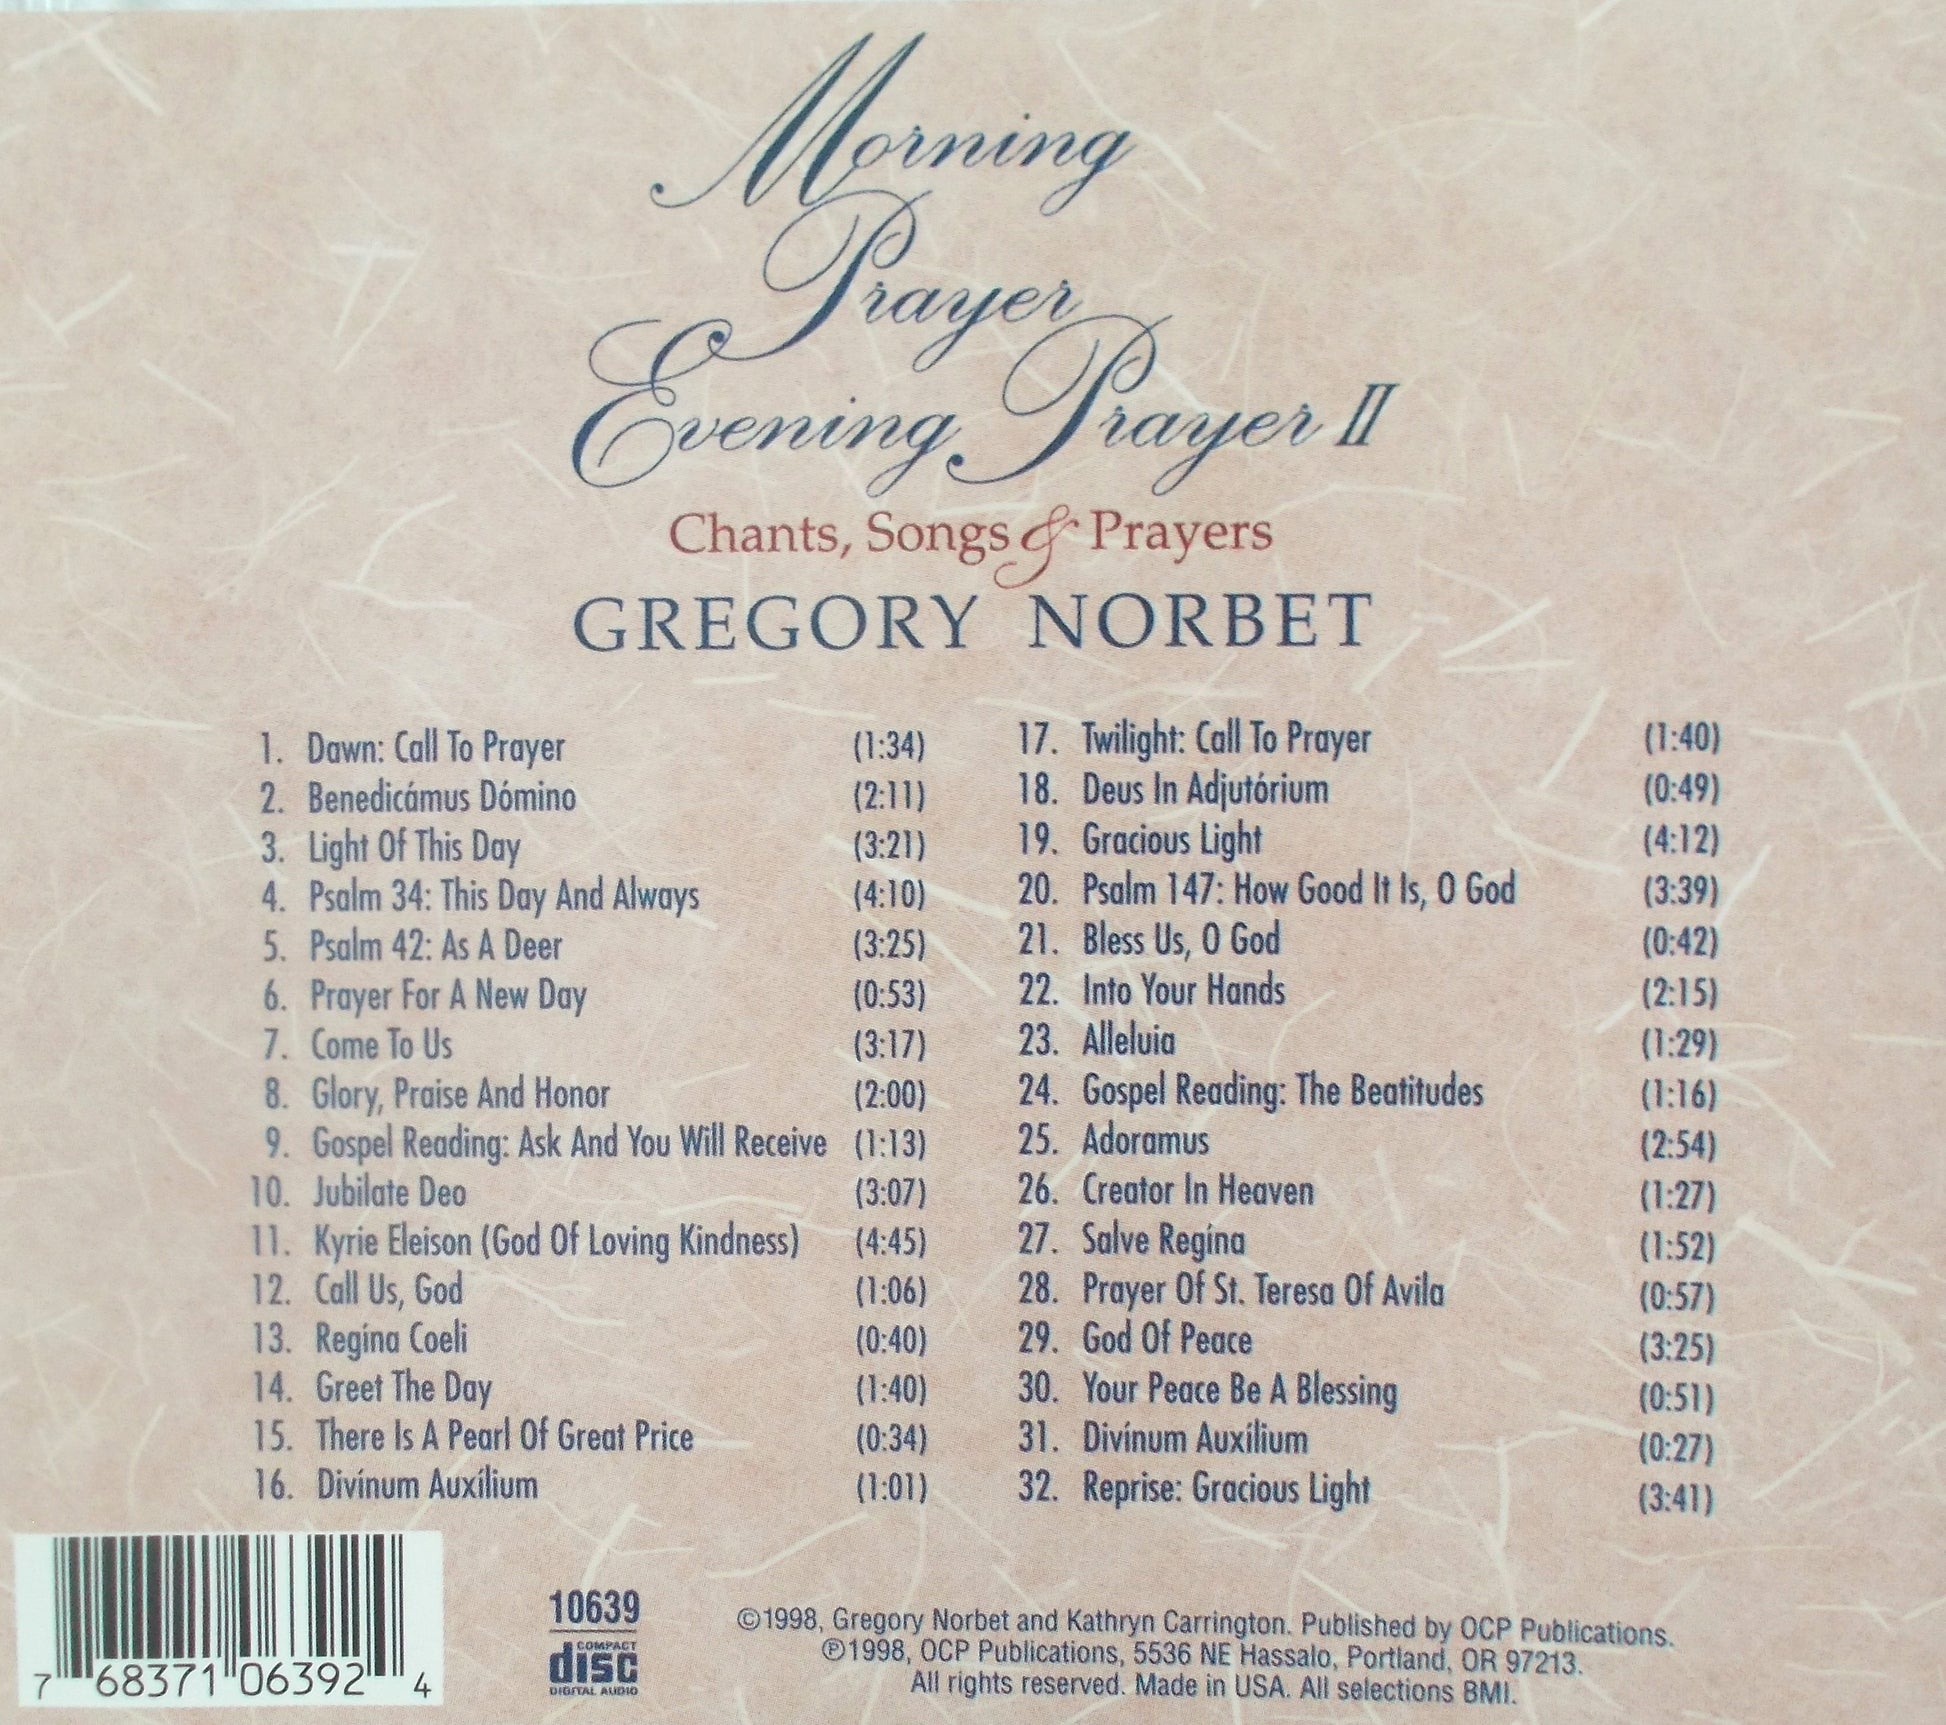 Morning
Prayer
Evening Prayer II
Chants, Songs & Prayers
GREGORY NORBET
1. Dawn: Call To Prayer (1:34)
2. Benedicámus Dómino (2:11)
3. Light Of This Day (3:21)
4. Psalm 34: This Day And Always (4:10)
5. Psalm 42: As A Deer (3:25)
6. Prayer For A New Day (0:53)
7. Come To Us (3:17)
8. Glory, Praise And Honor (2:00)
9. Gospel Reading: Ask And You Will Receive (1:13)
10. Jubilate Deo (3:07)
11. Kyrie Eleison (God Of Loving Kindness) (4:45)
12. Call Us, God (1:06)
13. Regína Coeli (0:40)
14. Greet The Day (1:40)
15. There Is A Pearl Of Great Price (0:34)
16. Divínum Auxílium (1:01)
17. Twilight: Call To Prayer (1:40)
18. Deus In Adjutórium (0:49)
19. Gracious Light (4:12)
20. Psalm 147: How Good It Is, O God (3:39)
21. Bless Us, O God (0:42)
22. Into Your Hands (2:15)
23. Alleluia (1:29)
24. Gospel Reading: The Beatitudes (1:16)
25. Adoramus (2:54)
26. Creator In Heaven (1:27)
27. Salve Regína (1:52)
28. Prayer Of St. Teresa Of Avila (0:57)
29. God Of Peace (3:25)
30. Your Peace Be A Blessing (0:51)
31. Divínum Auxílium (0:27)
32. Reprise: Gracious Light (3:41)
7 68371 06392 4
10639
COMPACT
disc
DIGITAL AUDIO
©1998, Gregory Norbet and Kathryn Carrington. Published by OCP Publications.
℗1998, OCP Publications, 5536 NE Hassalo, Portland, OR 97213.
All rights reserved. Made in USA. All selections BMI.